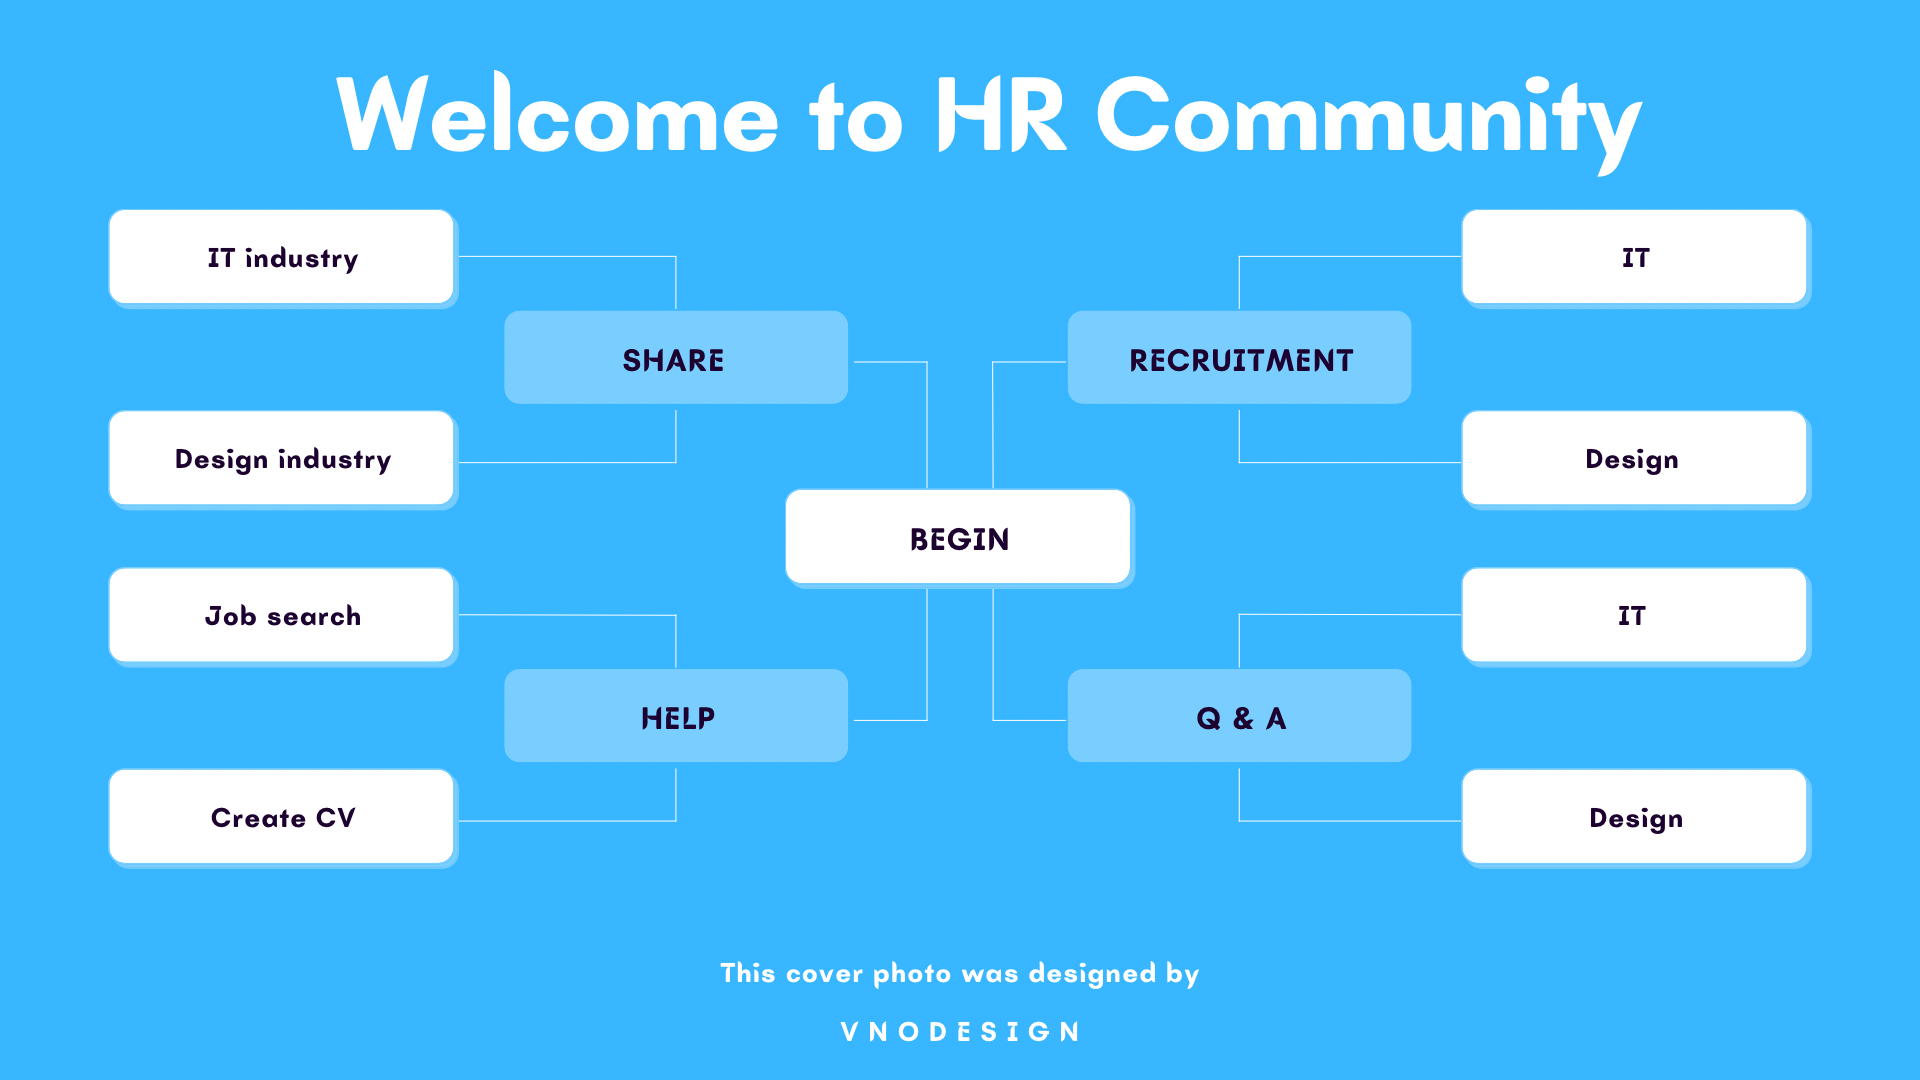 Welcome to HR Community
IT industry
IT
SHARE
RECRUITMENT
Design industry
Design
BEGIN
Job search
IT
HELP
Q & A
Create CV
Design
This cover photo was designed by
VNODESIGN